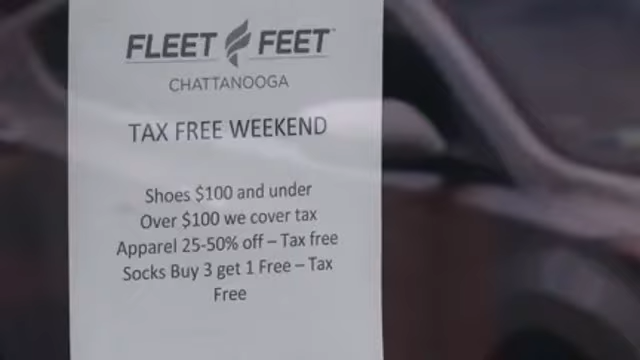 FLEET FEET
CHATTANOOGA
TAX FREE WEEKEND
Shoes $100 and under
Over $100 we cover tax
Apparel 25-50% off – Tax free
Socks Buy 3 get 1 Free – Tax
Free